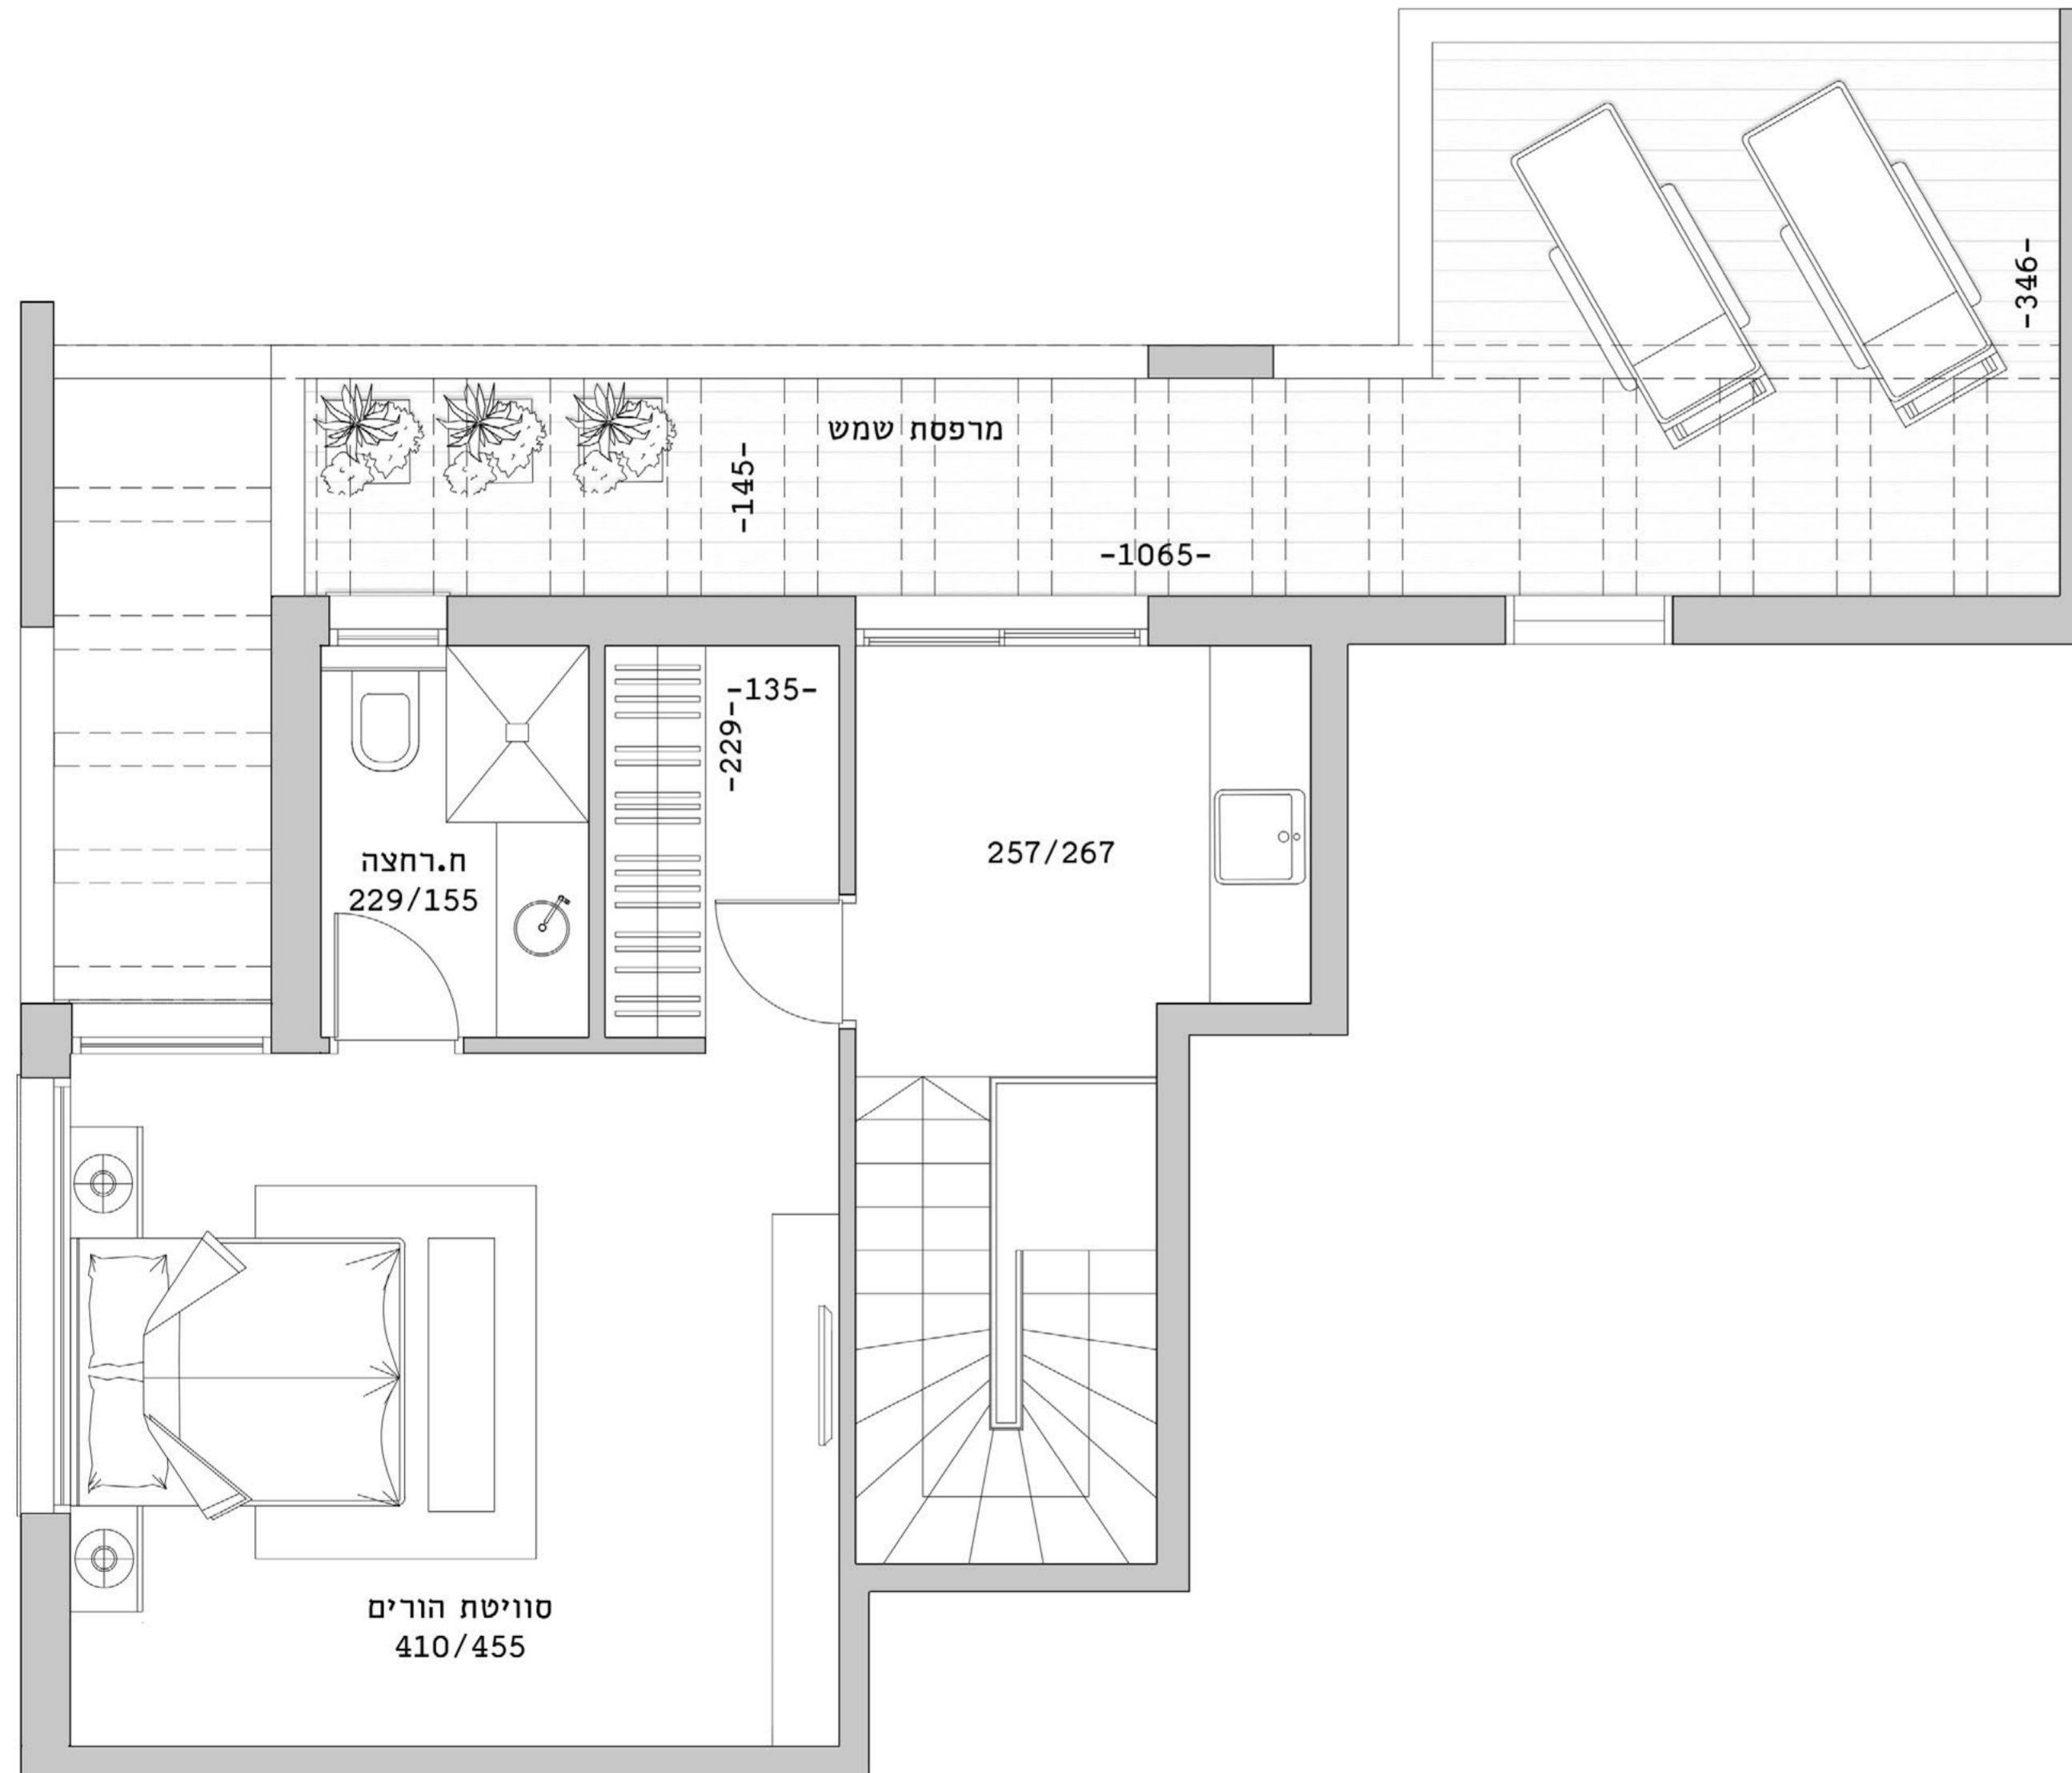 -346-
מרפסת שמש
-145-
-1065-
-135-
-229-
257/267
ח.רחצה
229/155
סוויטת הורים
410/455